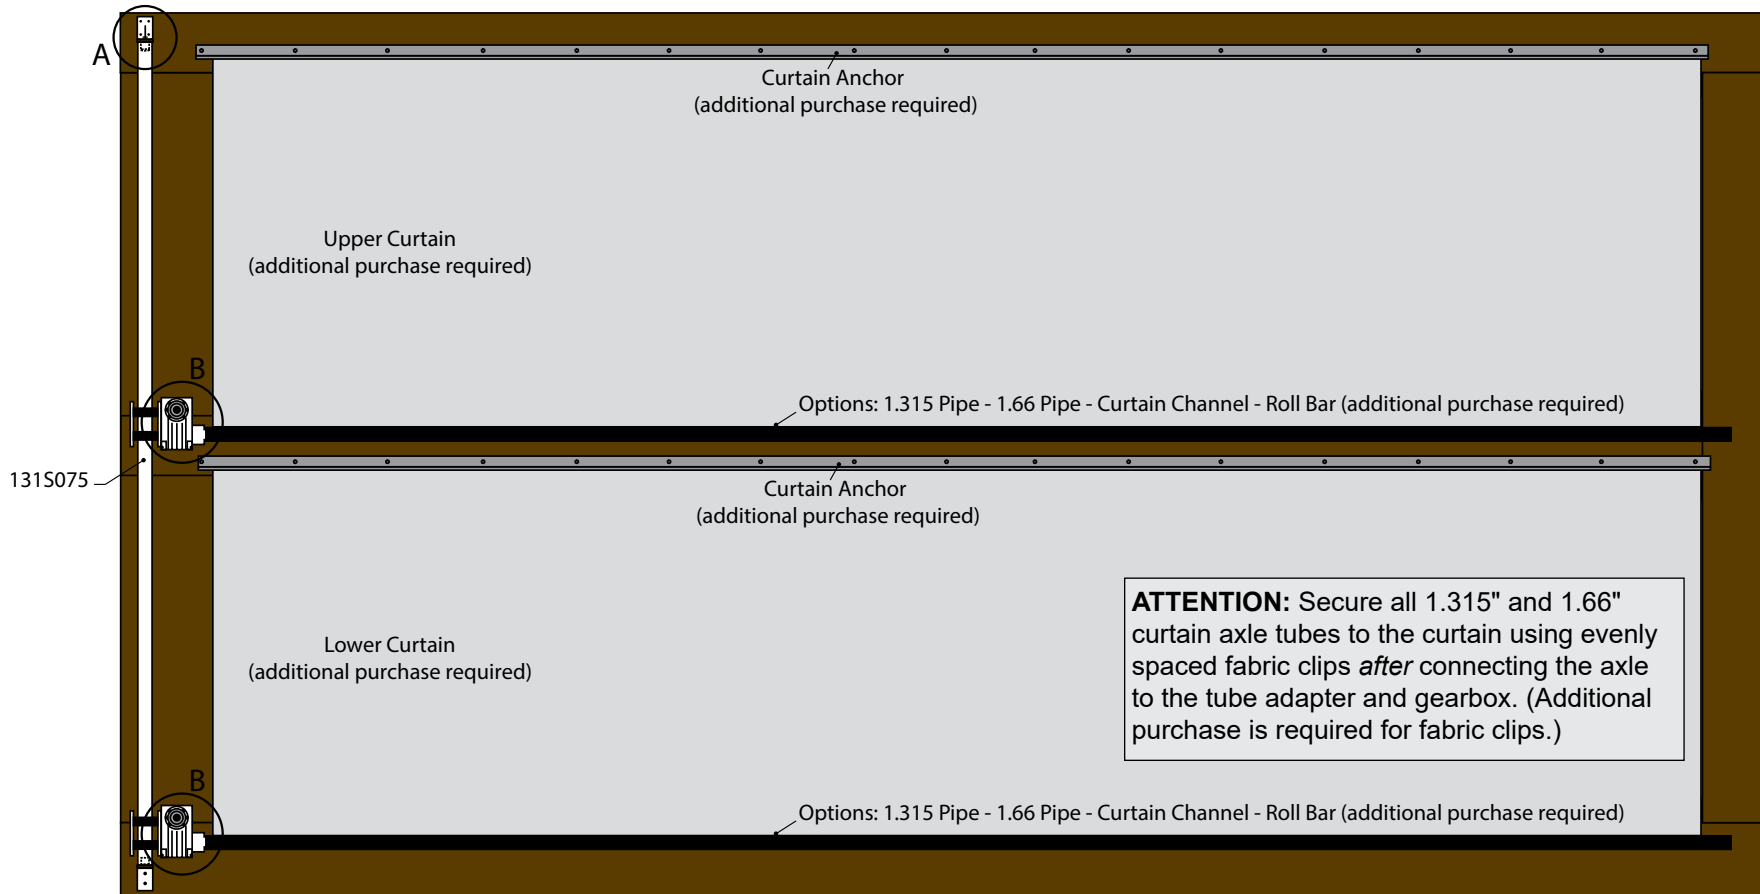 A
Curtain Anchor
(additional purchase required)
Upper Curtain
(additional purchase required)
B
Options: 1.315 Pipe - 1.66 Pipe - Curtain Channel - Roll Bar (additional purchase required)
131S075
Curtain Anchor
(additional purchase required)
ATTENTION: Secure all 1.315" and 1.66"
curtain axle tubes to the curtain using evenly
spaced fabric clips after connecting the axle
to the tube adapter and gearbox. (Additional
purchase is required for fabric clips.)
Lower Curtain
(additional purchase required)
B
Options: 1.315 Pipe - 1.66 Pipe - Curtain Channel - Roll Bar (additional purchase required)